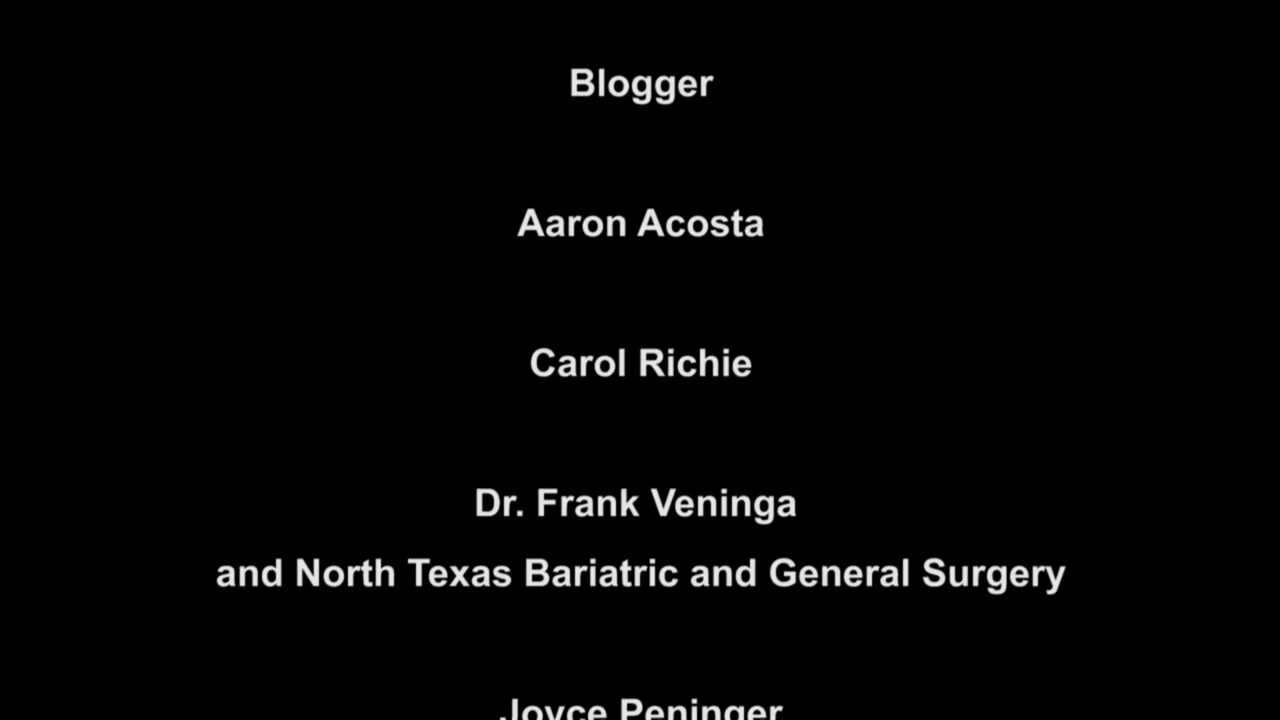 Blogger
Aaron Acosta
Carol Richie
Dr. Frank Veninga
and North Texas Bariatric and General Surgery
Joyce Peninger